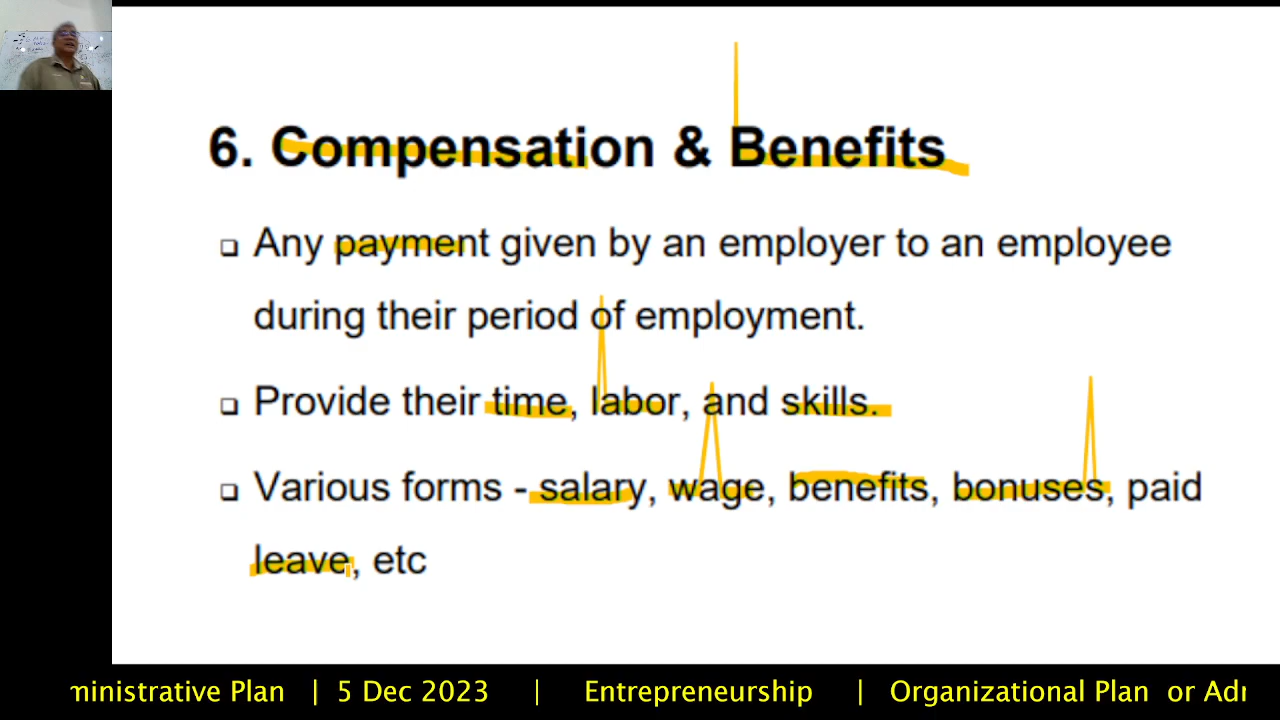 6. Compensation & Benefits
Any payment given by an employer to an employee
during their period of employment.
Provide their time, labor, and skills.
Various forms - salary, wage, benefits, bonuses, paid
leave, etc
ministrative Plan | 5 Dec 2023 | Entrepreneurship | Organizational Plan or Adr